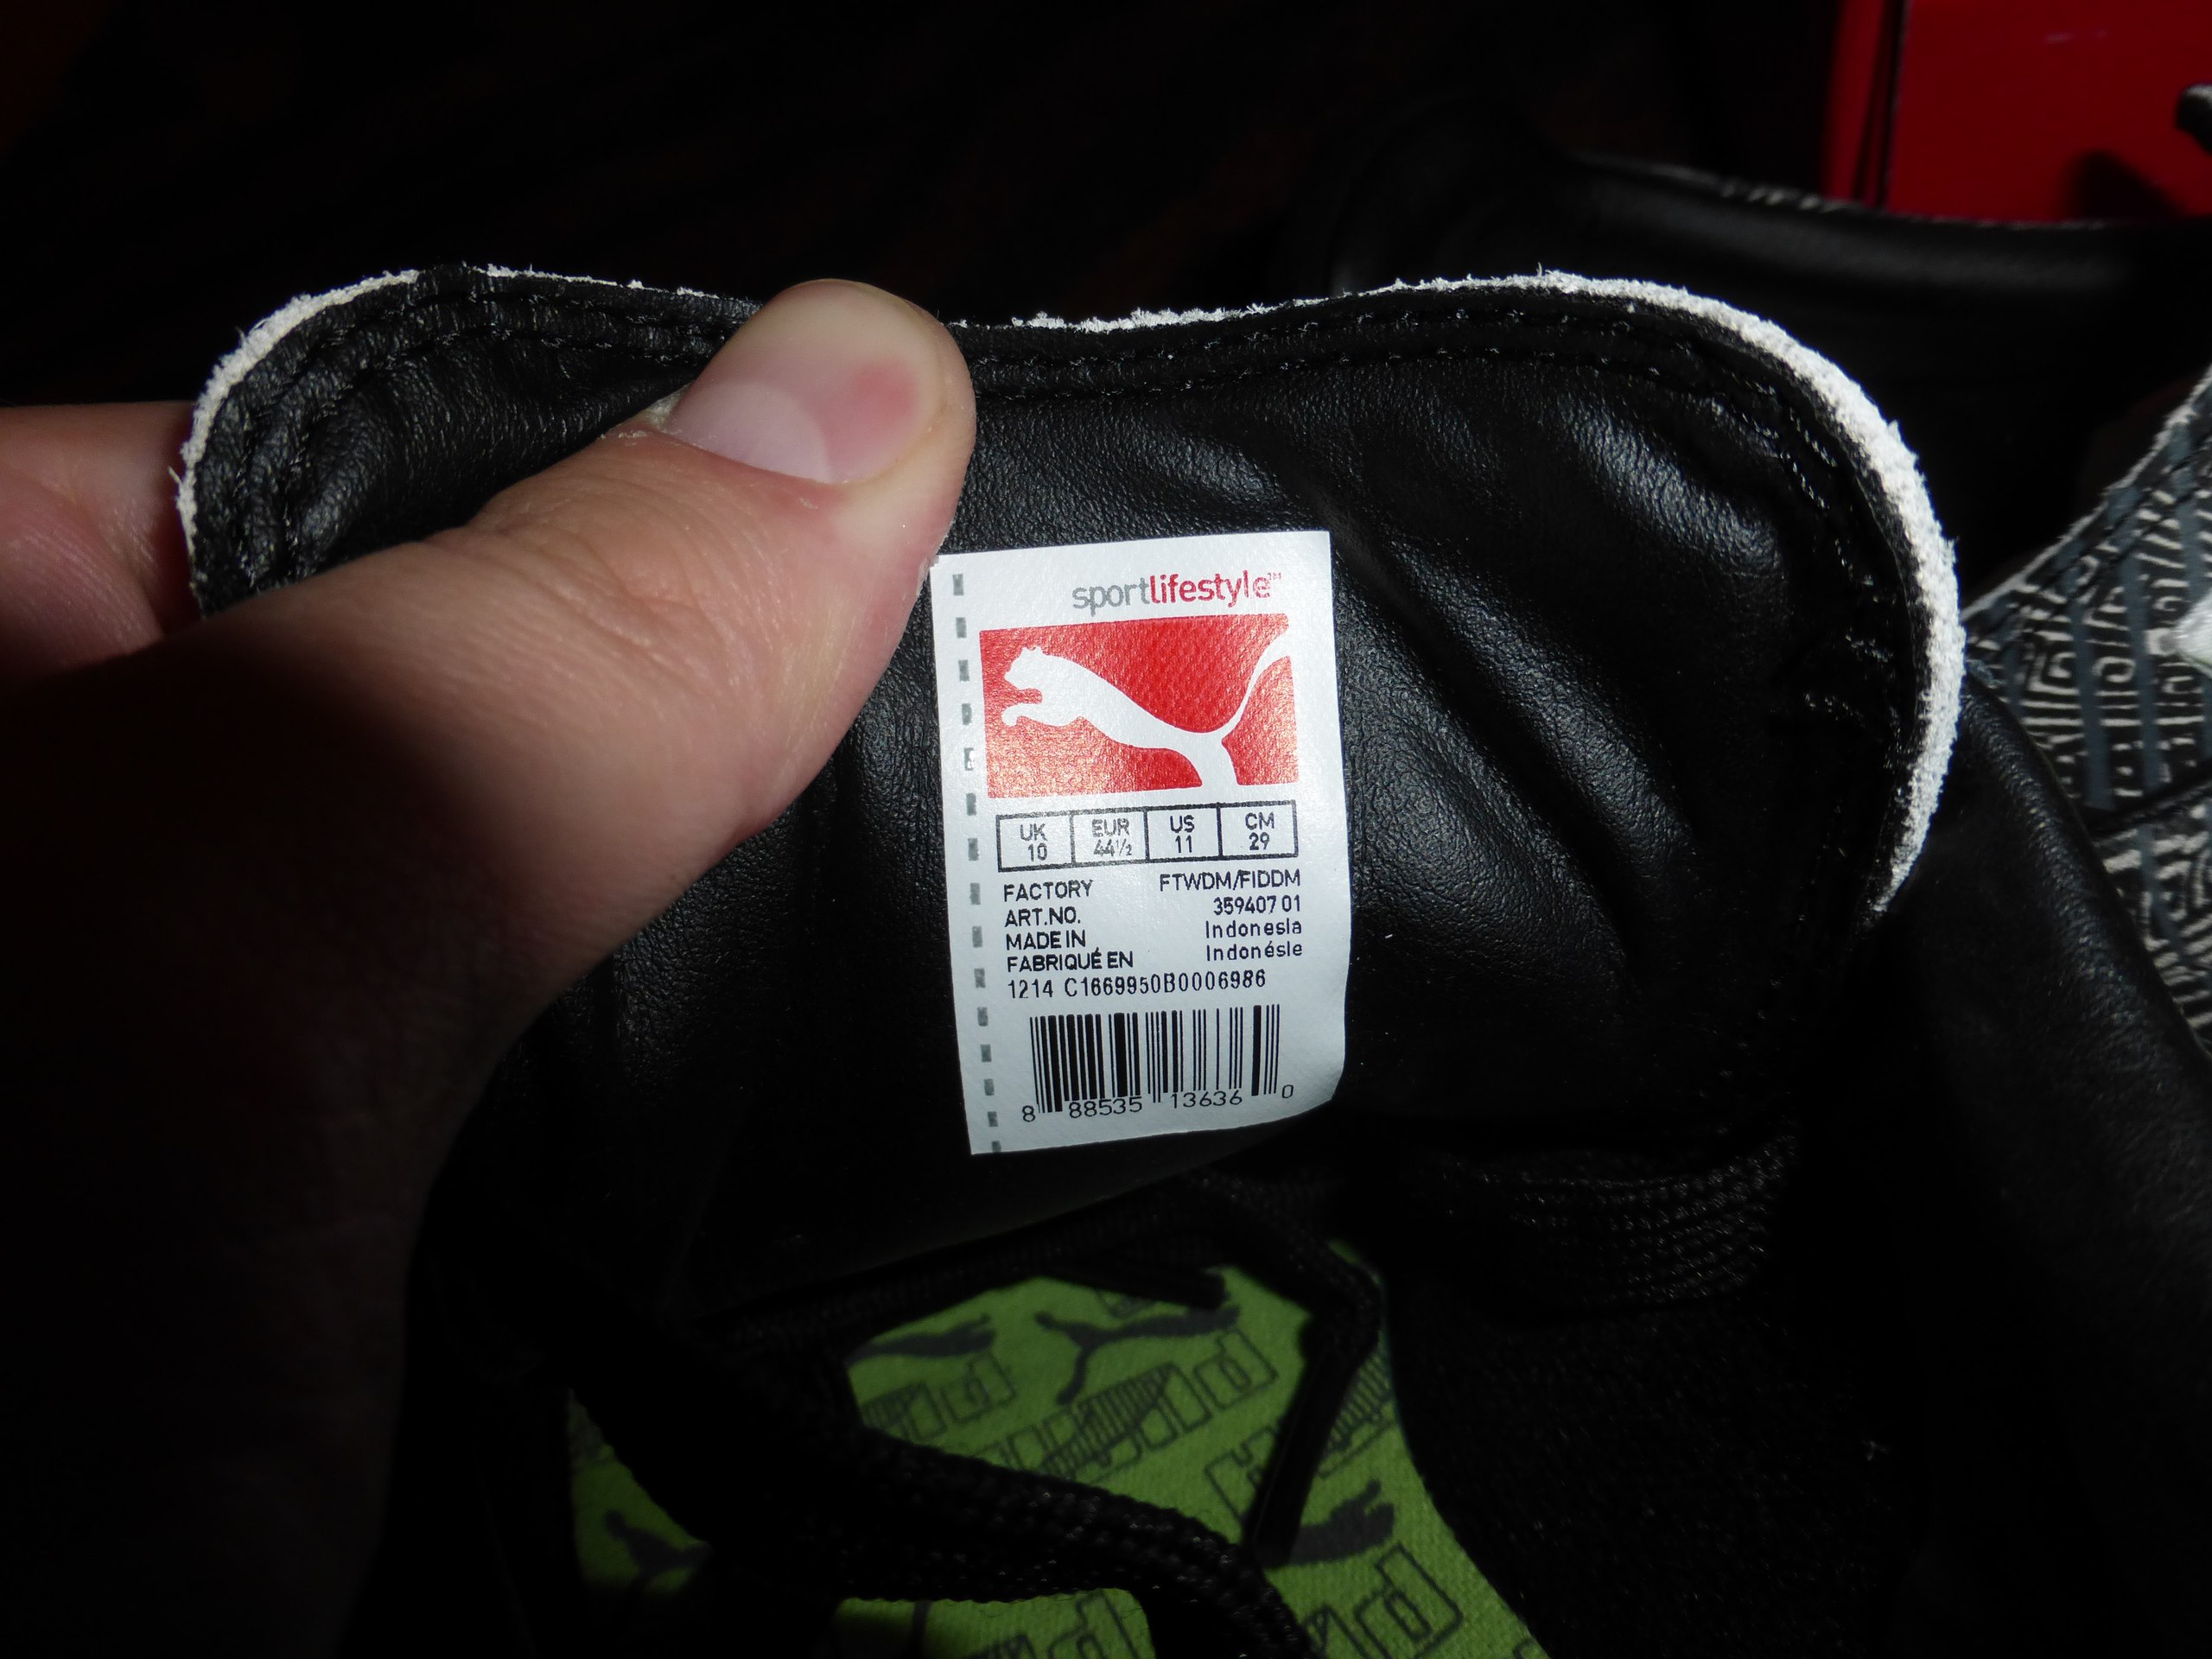 sportlifestyle™
UK EUR US CM
10 44½ 11 29
FACTORY FTWDM/FIDDM
ART.NO. 359407 01
MADE IN Indonesia
FABRIQUÉ EN Indonésie
1214 C1669950B0006986
8 88535 13636 0